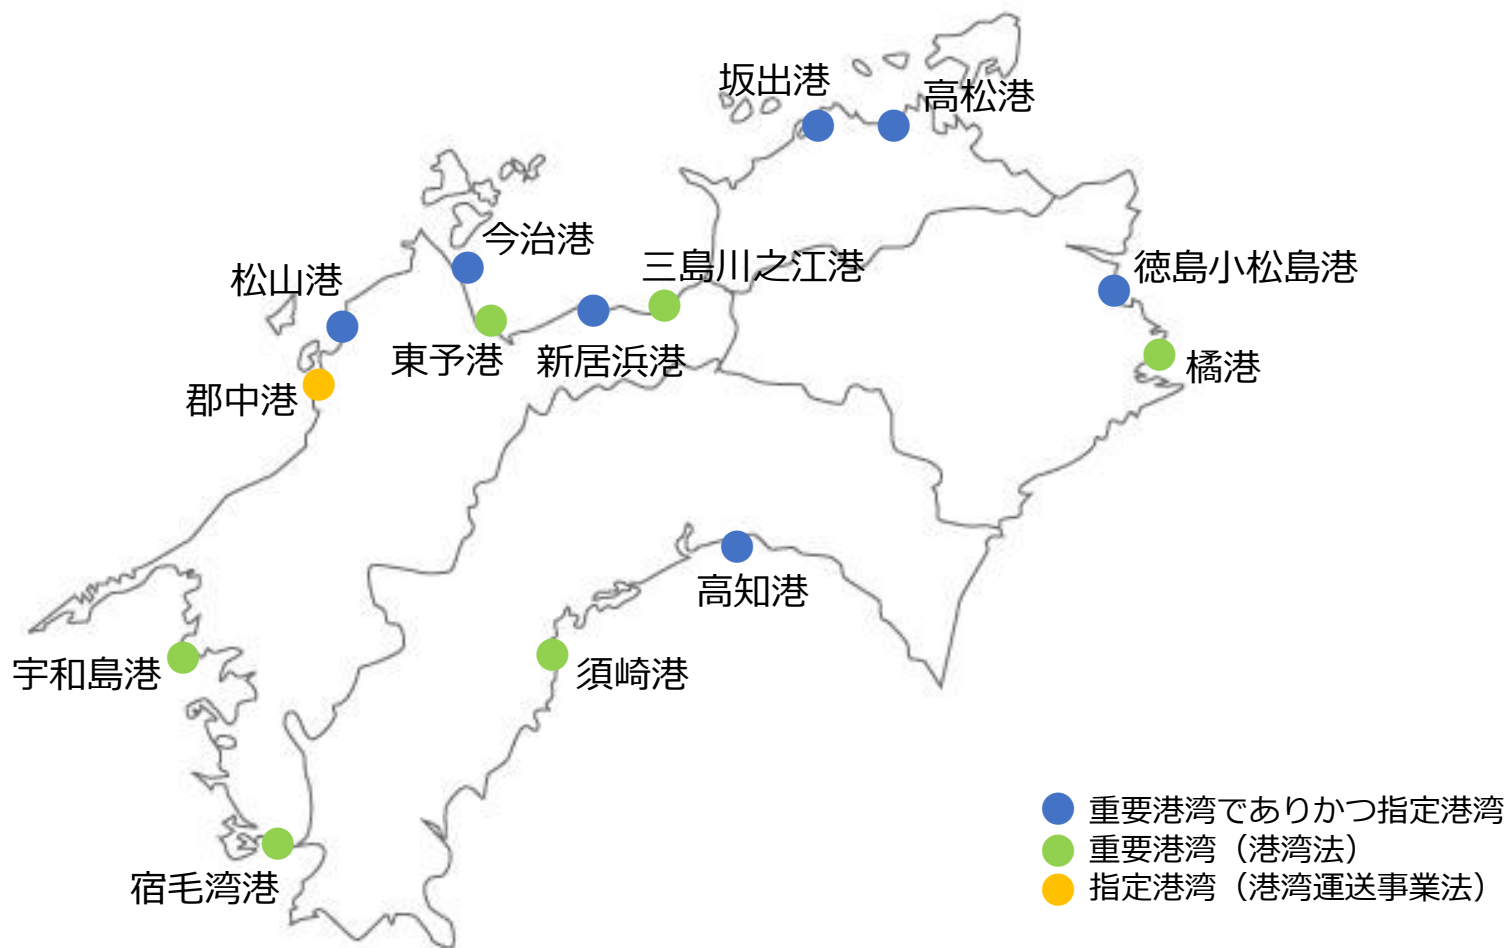 坂出港
高松港
今治港
三島川之江港
徳島小松島港
松山港
東予港
新居浜港
橘港
郡中港
高知港
宇和島港
須崎港
宿毛湾港
重要港湾でありかつ指定港湾
重要港湾（港湾法）
指定港湾（港湾運送事業法）